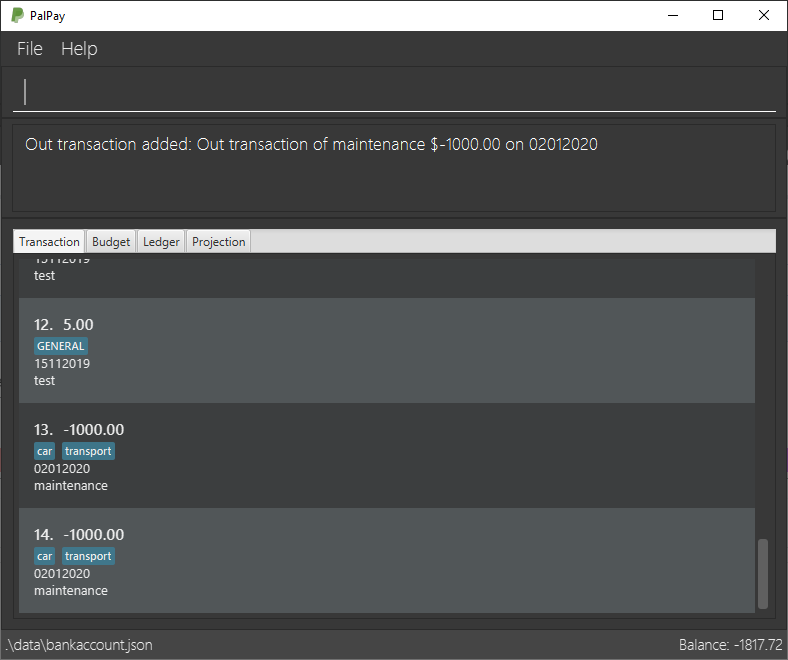 PalPay
File Help
Out transaction added: Out transaction of maintenance $-1000.00 on 02012020
Transaction Budget Ledger Projection
15112019
test
12. 5.00
GENERAL
15112019
test
13. -1000.00
car transport
02012020
maintenance
14. -1000.00
car transport
02012020
maintenance
.\data\bankaccount.json Balance: -1817.72